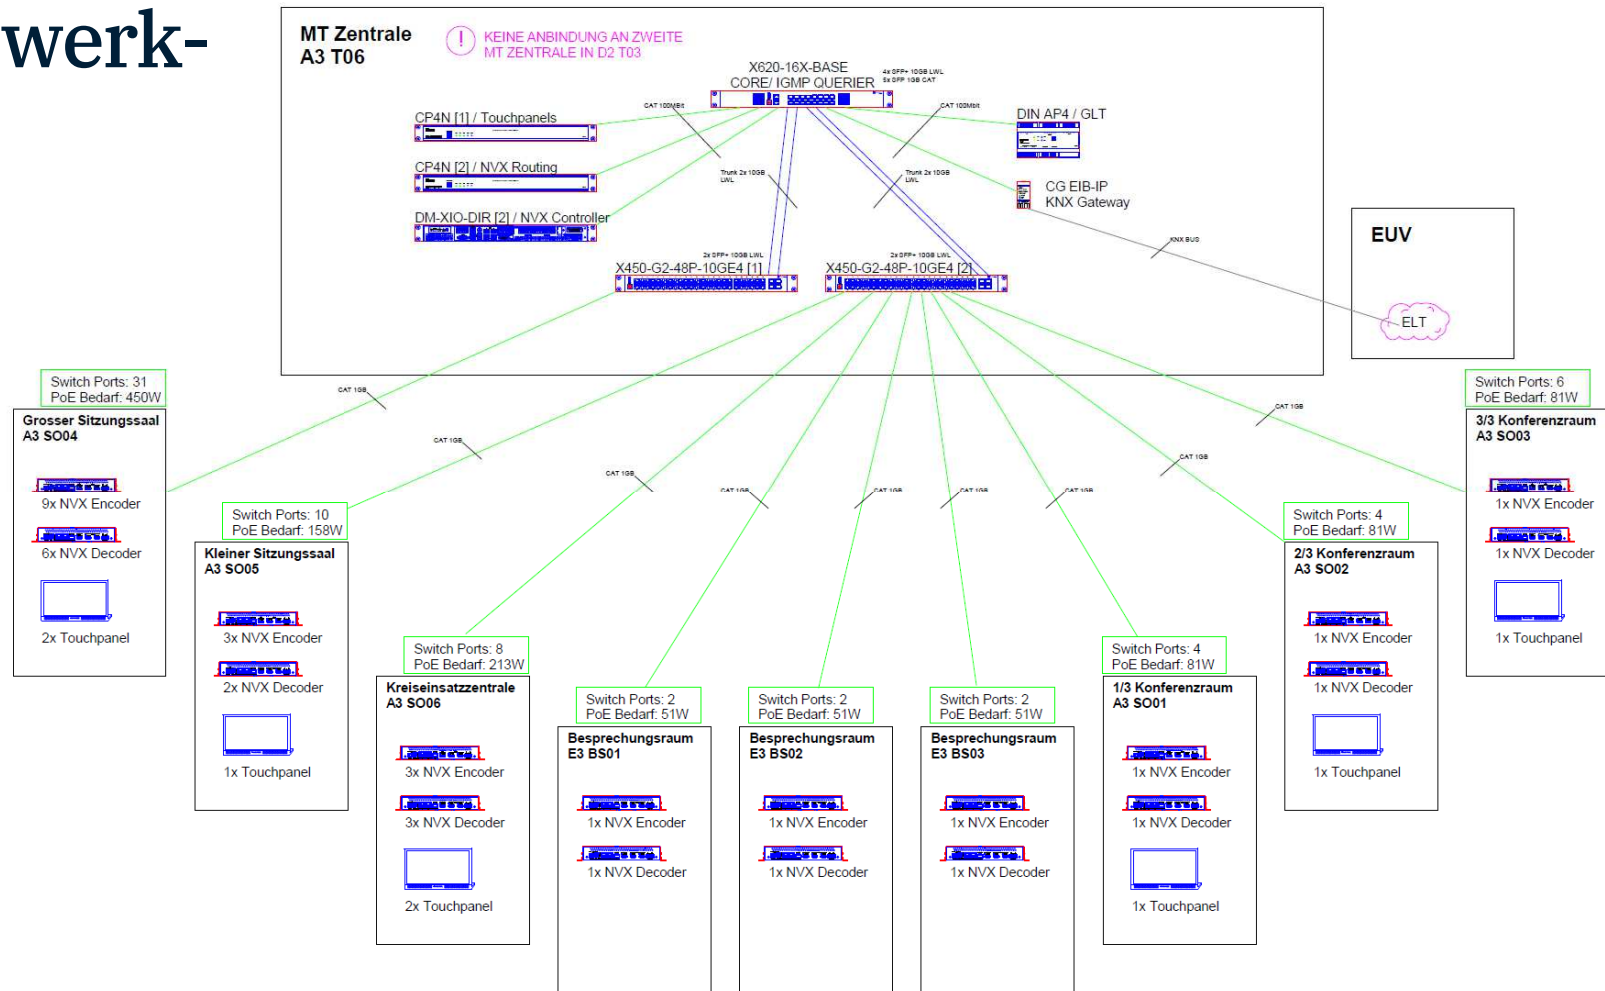 werk-
MT Zentrale
A3 T06
! KEINE ANBINDUNG AN ZWEITE
MT ZENTRALE IN D2 T03
X620-16X-BASE
CORE/ IGMP QUERIER
4x SFP+ 10GB LWL
5x SFP 1GB CAT
CAT 100MBit
CAT 100Mbit
CP4N [1] / Touchpanels
DIN AP4 / GLT
CP4N [2] / NVX Routing
Trunk 2x 10GB
LWL
Trunk 2x 10GB
LWL
CG EIB-IP
KNX Gateway
DM-XIO-DIR [2] / NVX Controller
KNX BUS
EUV
ELT
2x SFP+ 10GB LWL
X450-G2-48P-10GE4 [1]
2x SFP+ 10GB LWL
X450-G2-48P-10GE4 [2]
CAT 1GB
CAT 1GB
CAT 1GB
CAT 1GB
CAT 1GB
CAT 1GB
CAT 1GB
CAT 1GB
CAT 1GB
Switch Ports: 31
PoE Bedarf: 450W
Grosser Sitzungssaal
A3 SO04
9x NVX Encoder
6x NVX Decoder
2x Touchpanel
Switch Ports: 10
PoE Bedarf: 158W
Kleiner Sitzungssaal
A3 SO05
3x NVX Encoder
2x NVX Decoder
1x Touchpanel
Switch Ports: 8
PoE Bedarf: 213W
Kreiseinsatzzentrale
A3 SO06
3x NVX Encoder
3x NVX Decoder
2x Touchpanel
Switch Ports: 2
PoE Bedarf: 51W
Besprechungsraum
E3 BS01
1x NVX Encoder
1x NVX Decoder
Switch Ports: 2
PoE Bedarf: 51W
Besprechungsraum
E3 BS02
1x NVX Encoder
1x NVX Decoder
Switch Ports: 2
PoE Bedarf: 51W
Besprechungsraum
E3 BS03
1x NVX Encoder
1x NVX Decoder
Switch Ports: 4
PoE Bedarf: 81W
1/3 Konferenzraum
A3 SO01
1x NVX Encoder
1x NVX Decoder
1x Touchpanel
Switch Ports: 4
PoE Bedarf: 81W
2/3 Konferenzraum
A3 SO02
1x NVX Encoder
1x NVX Decoder
1x Touchpanel
Switch Ports: 6
PoE Bedarf: 81W
3/3 Konferenzraum
A3 SO03
1x NVX Encoder
1x NVX Decoder
1x Touchpanel